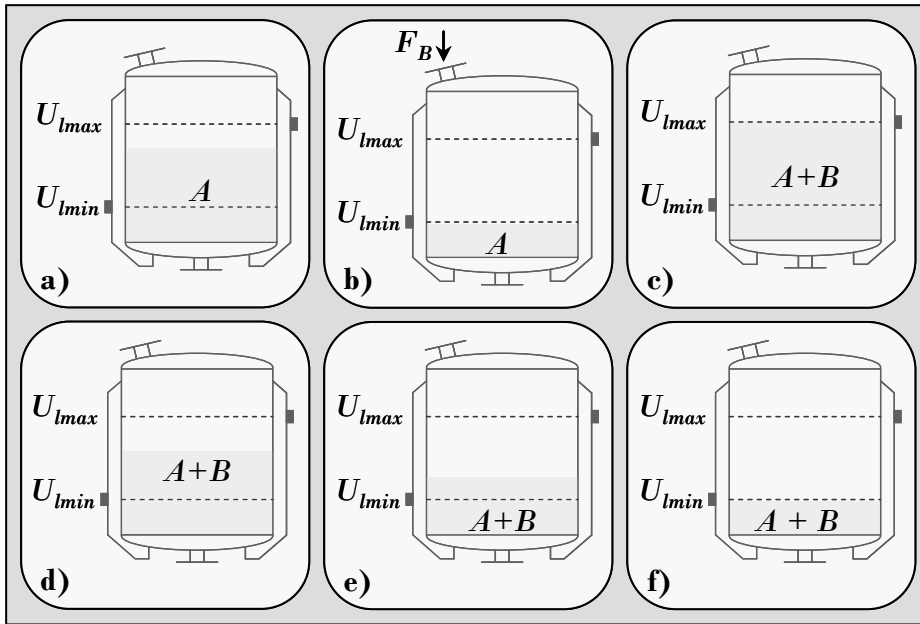 U_lmax
A
U_lmin
a)
F_B
U_lmax
U_lmin
A
b)
U_lmax
A+B
U_lmin
c)
U_lmax
A+B
U_lmin
d)
U_lmax
U_lmin
A+B
e)
U_lmax
U_lmin
A + B
f)